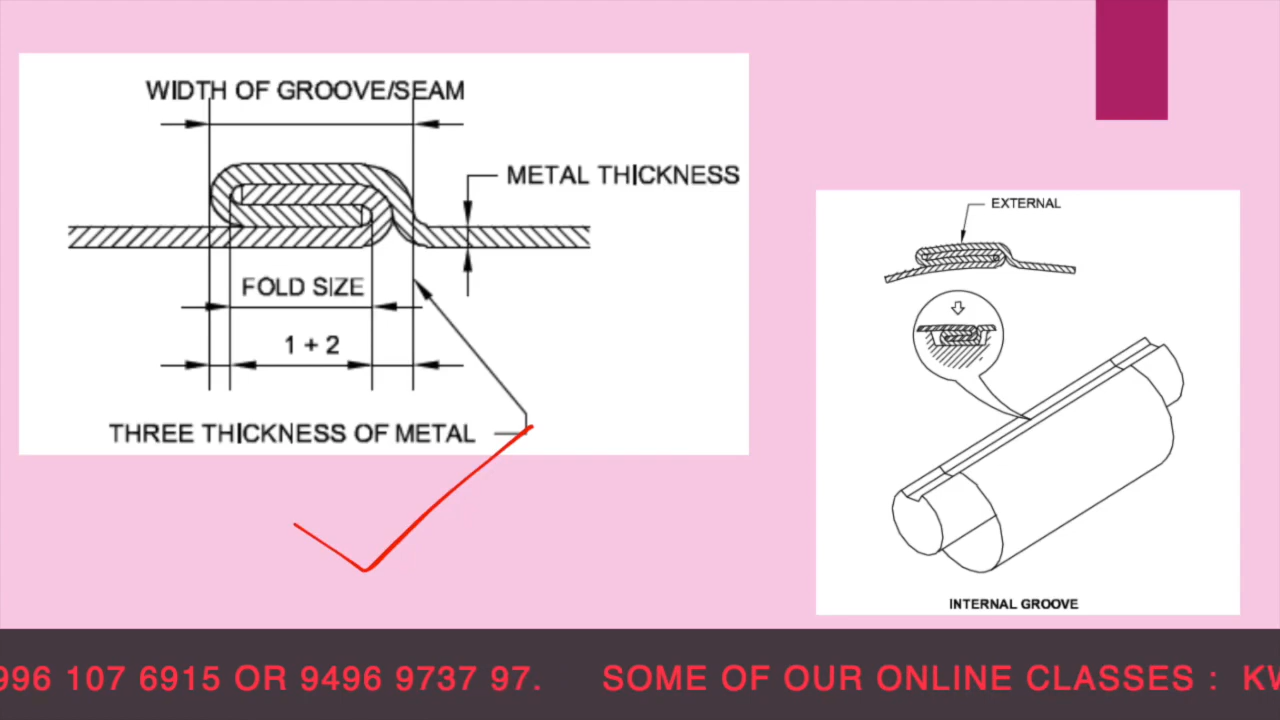 WIDTH OF GROOVE/SEAM
METAL THICKNESS
FOLD SIZE
1 + 2
THREE THICKNESS OF METAL
EXTERNAL
INTERNAL GROOVE
996 107 6915 OR 9496 9737 97. SOME OF OUR ONLINE CLASSES :